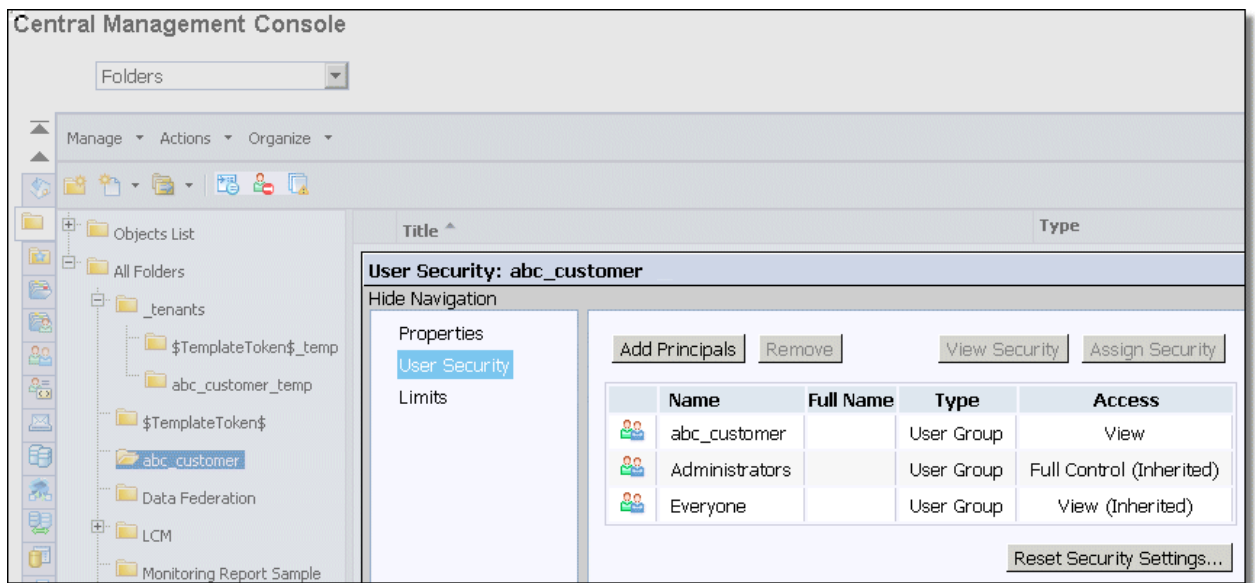 Central Management Console
Folders
Manage Actions Organize
Objects List
All Folders
_tenants
$TemplateToken$_temp
abc_customer_temp
$TemplateToken$
abc_customer
Data Federation
LCM
Monitoring Report Sample
Title Type
User Security: abc_customer
Hide Navigation
Properties
User Security
Limits
Add Principals Remove View Security Assign Security
Name Full Name Type Access
abc_customer User Group View
Administrators User Group Full Control (Inherited)
Everyone User Group View (Inherited)
Reset Security Settings...